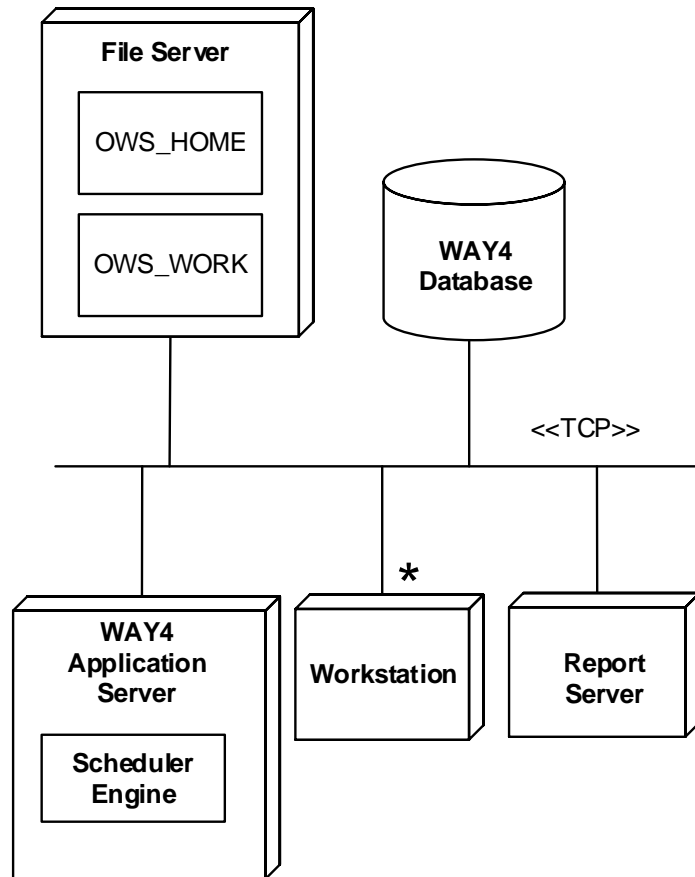 File Server
OWS_HOME
OWS_WORK
WAY4
Database
<<TCP>>
*
WAY4
Application
Server
Scheduler
Engine
Workstation
Report
Server